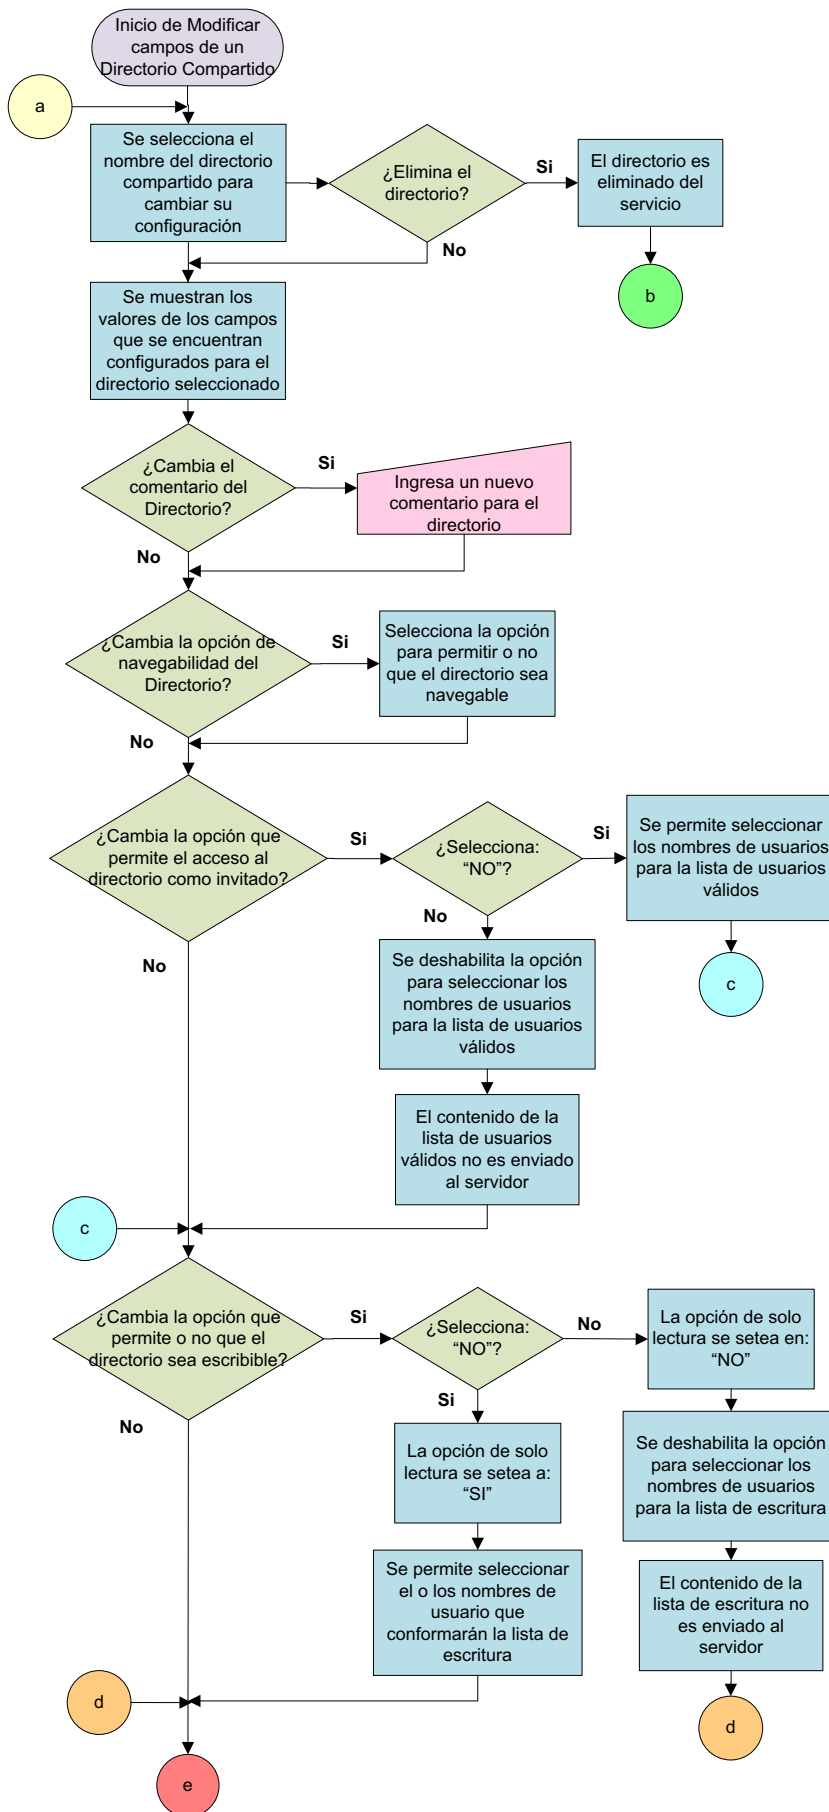 Inicio de Modificar
campos de un
Directorio Compartido
a
Se selecciona el
nombre del directorio
compartido para
cambiar su
configuración
¿Elimina el
directorio?
Si
El directorio es
eliminado del
servicio
No
b
Se muestran los
valores de los campos
que se encuentran
configurados para el
directorio seleccionado
¿Cambia el
comentario del
Directorio?
Si
Ingresa un nuevo
comentario para el
directorio
No
¿Cambia la opción de
navegabilidad del
Directorio?
Si
Selecciona la opción
para permitir o no
que el directorio sea
navegable
No
¿Cambia la opción que
permite el acceso al
directorio como invitado?
Si
¿Selecciona:
“NO”?
Si
Se permite seleccionar
los nombres de usuarios
para la lista de usuarios
válidos
No
No
c
Se deshabilita la opción
para seleccionar los
nombres de usuarios
para la lista de usuarios
válidos
El contenido de la
lista de usuarios
válidos no es enviado
al servidor
c
¿Cambia la opción que
permite o no que el
directorio sea escribible?
Si
¿Selecciona:
“NO”?
No
La opción de solo
lectura se setea en:
“NO”
Si
No
La opción de solo
lectura se setea a:
“SI”
Se deshabilita la opción
para seleccionar los
nombres de usuarios
para la lista de escritura
Se permite seleccionar
el o los nombres de
usuario que
conformarán la lista de
escritura
El contenido de la
lista de escritura no
es enviado al
servidor
d
d
e